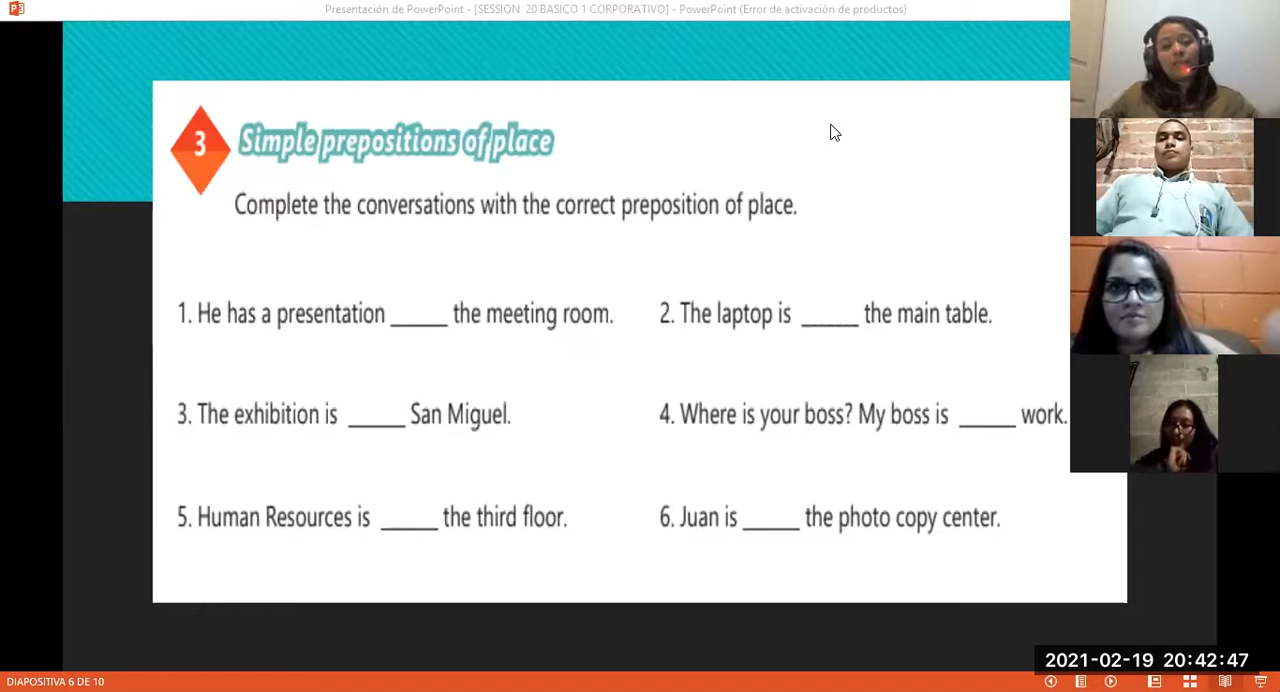 Presentación de PowerPoint - [SESSION 20 BASICO 1 CORPORATIVO] - PowerPoint (Error de activación de productos)
3
Simple prepositions of place
Complete the conversations with the correct preposition of place.
1. He has a presentation _____ the meeting room.
2. The laptop is _____ the main table.
3. The exhibition is _____ San Miguel.
4. Where is your boss? My boss is _____ work.
5. Human Resources is _____ the third floor.
6. Juan is _____ the photo copy center.
2021-02-19 20:42:47
DIAPOSITIVA 6 DE 10